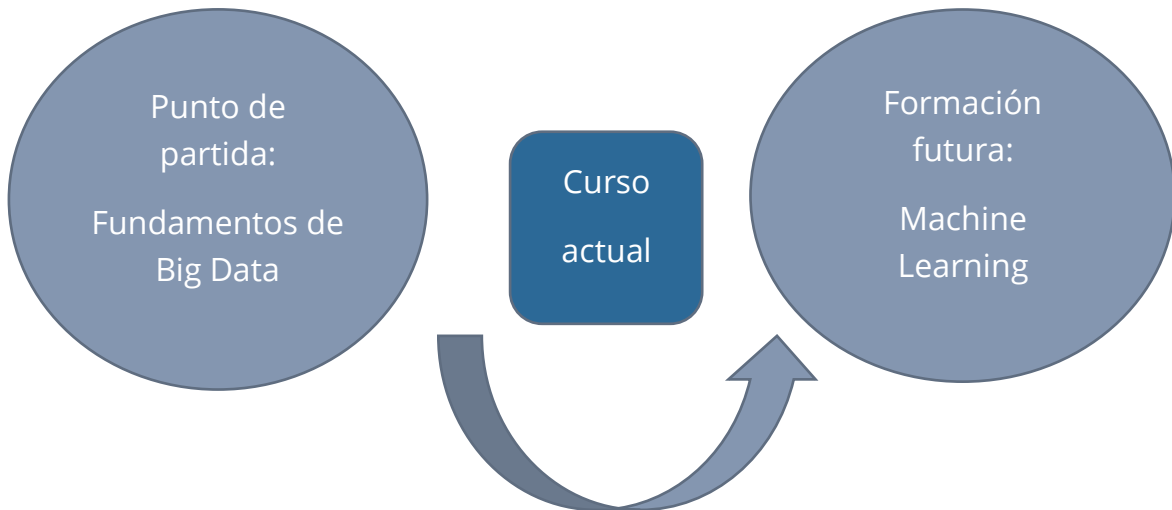 Punto de
partida:
Fundamentos de
Big Data
Curso
actual
Formación
futura:
Machine
Learning